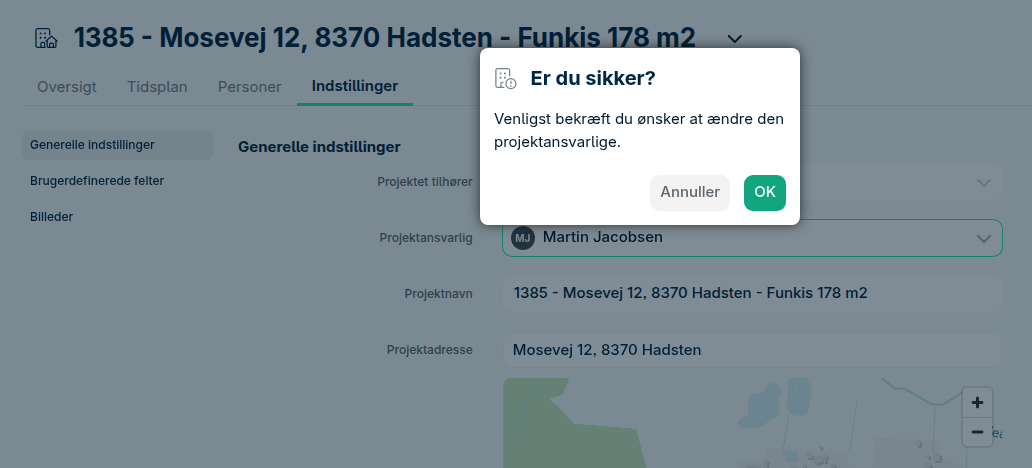 1385 - Mosevej 12, 8370 Hadsten - Funkis 178 m2
Oversigt
Tidsplan
Personer
Indstillinger
Er du sikker?
Venligst bekræft du ønsker at ændre den
projektansvarlige.
Annuller
OK
Generelle indstillinger
Brugerdefinerede felter
Billeder
Generelle indstillinger
Projektet tilhører
Projektansvarlig
MJ Martin Jacobsen
Projektnavn
1385 - Mosevej 12, 8370 Hadsten - Funkis 178 m2
Projektadresse
Mosevej 12, 8370 Hadsten
+
−